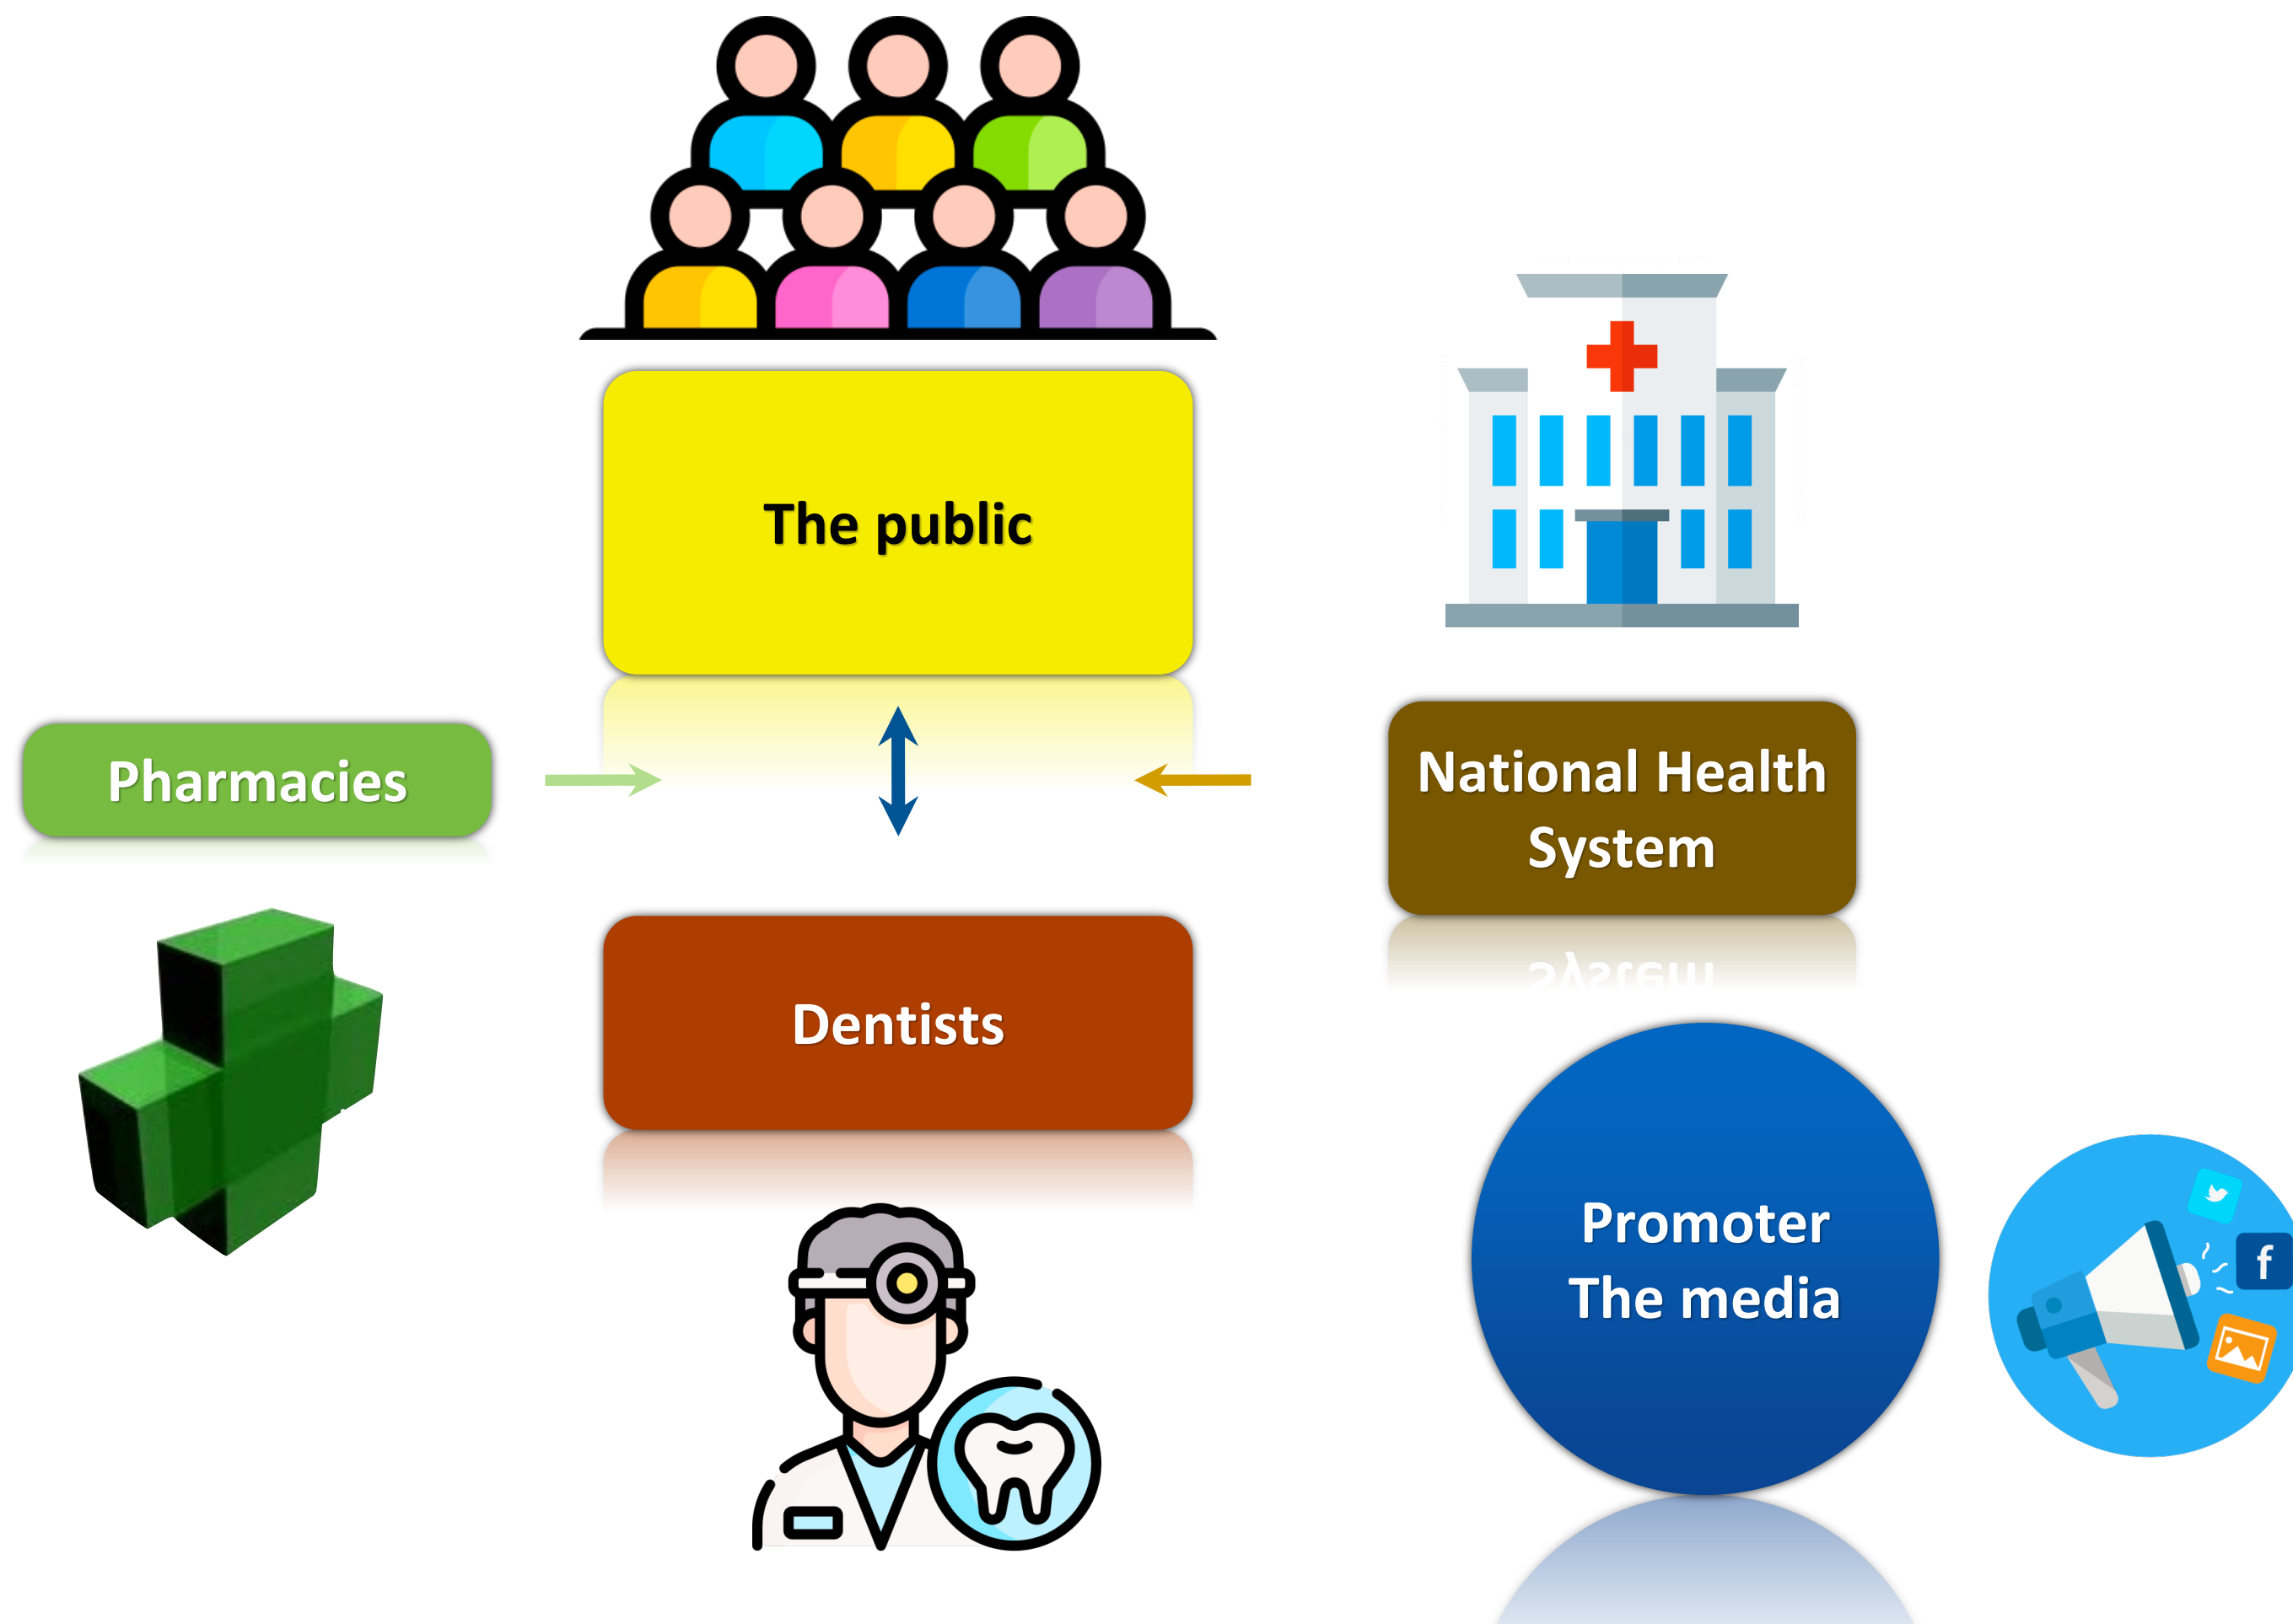 The public
Pharmacies
National Health
System
Dentists
Promoter
The media
f